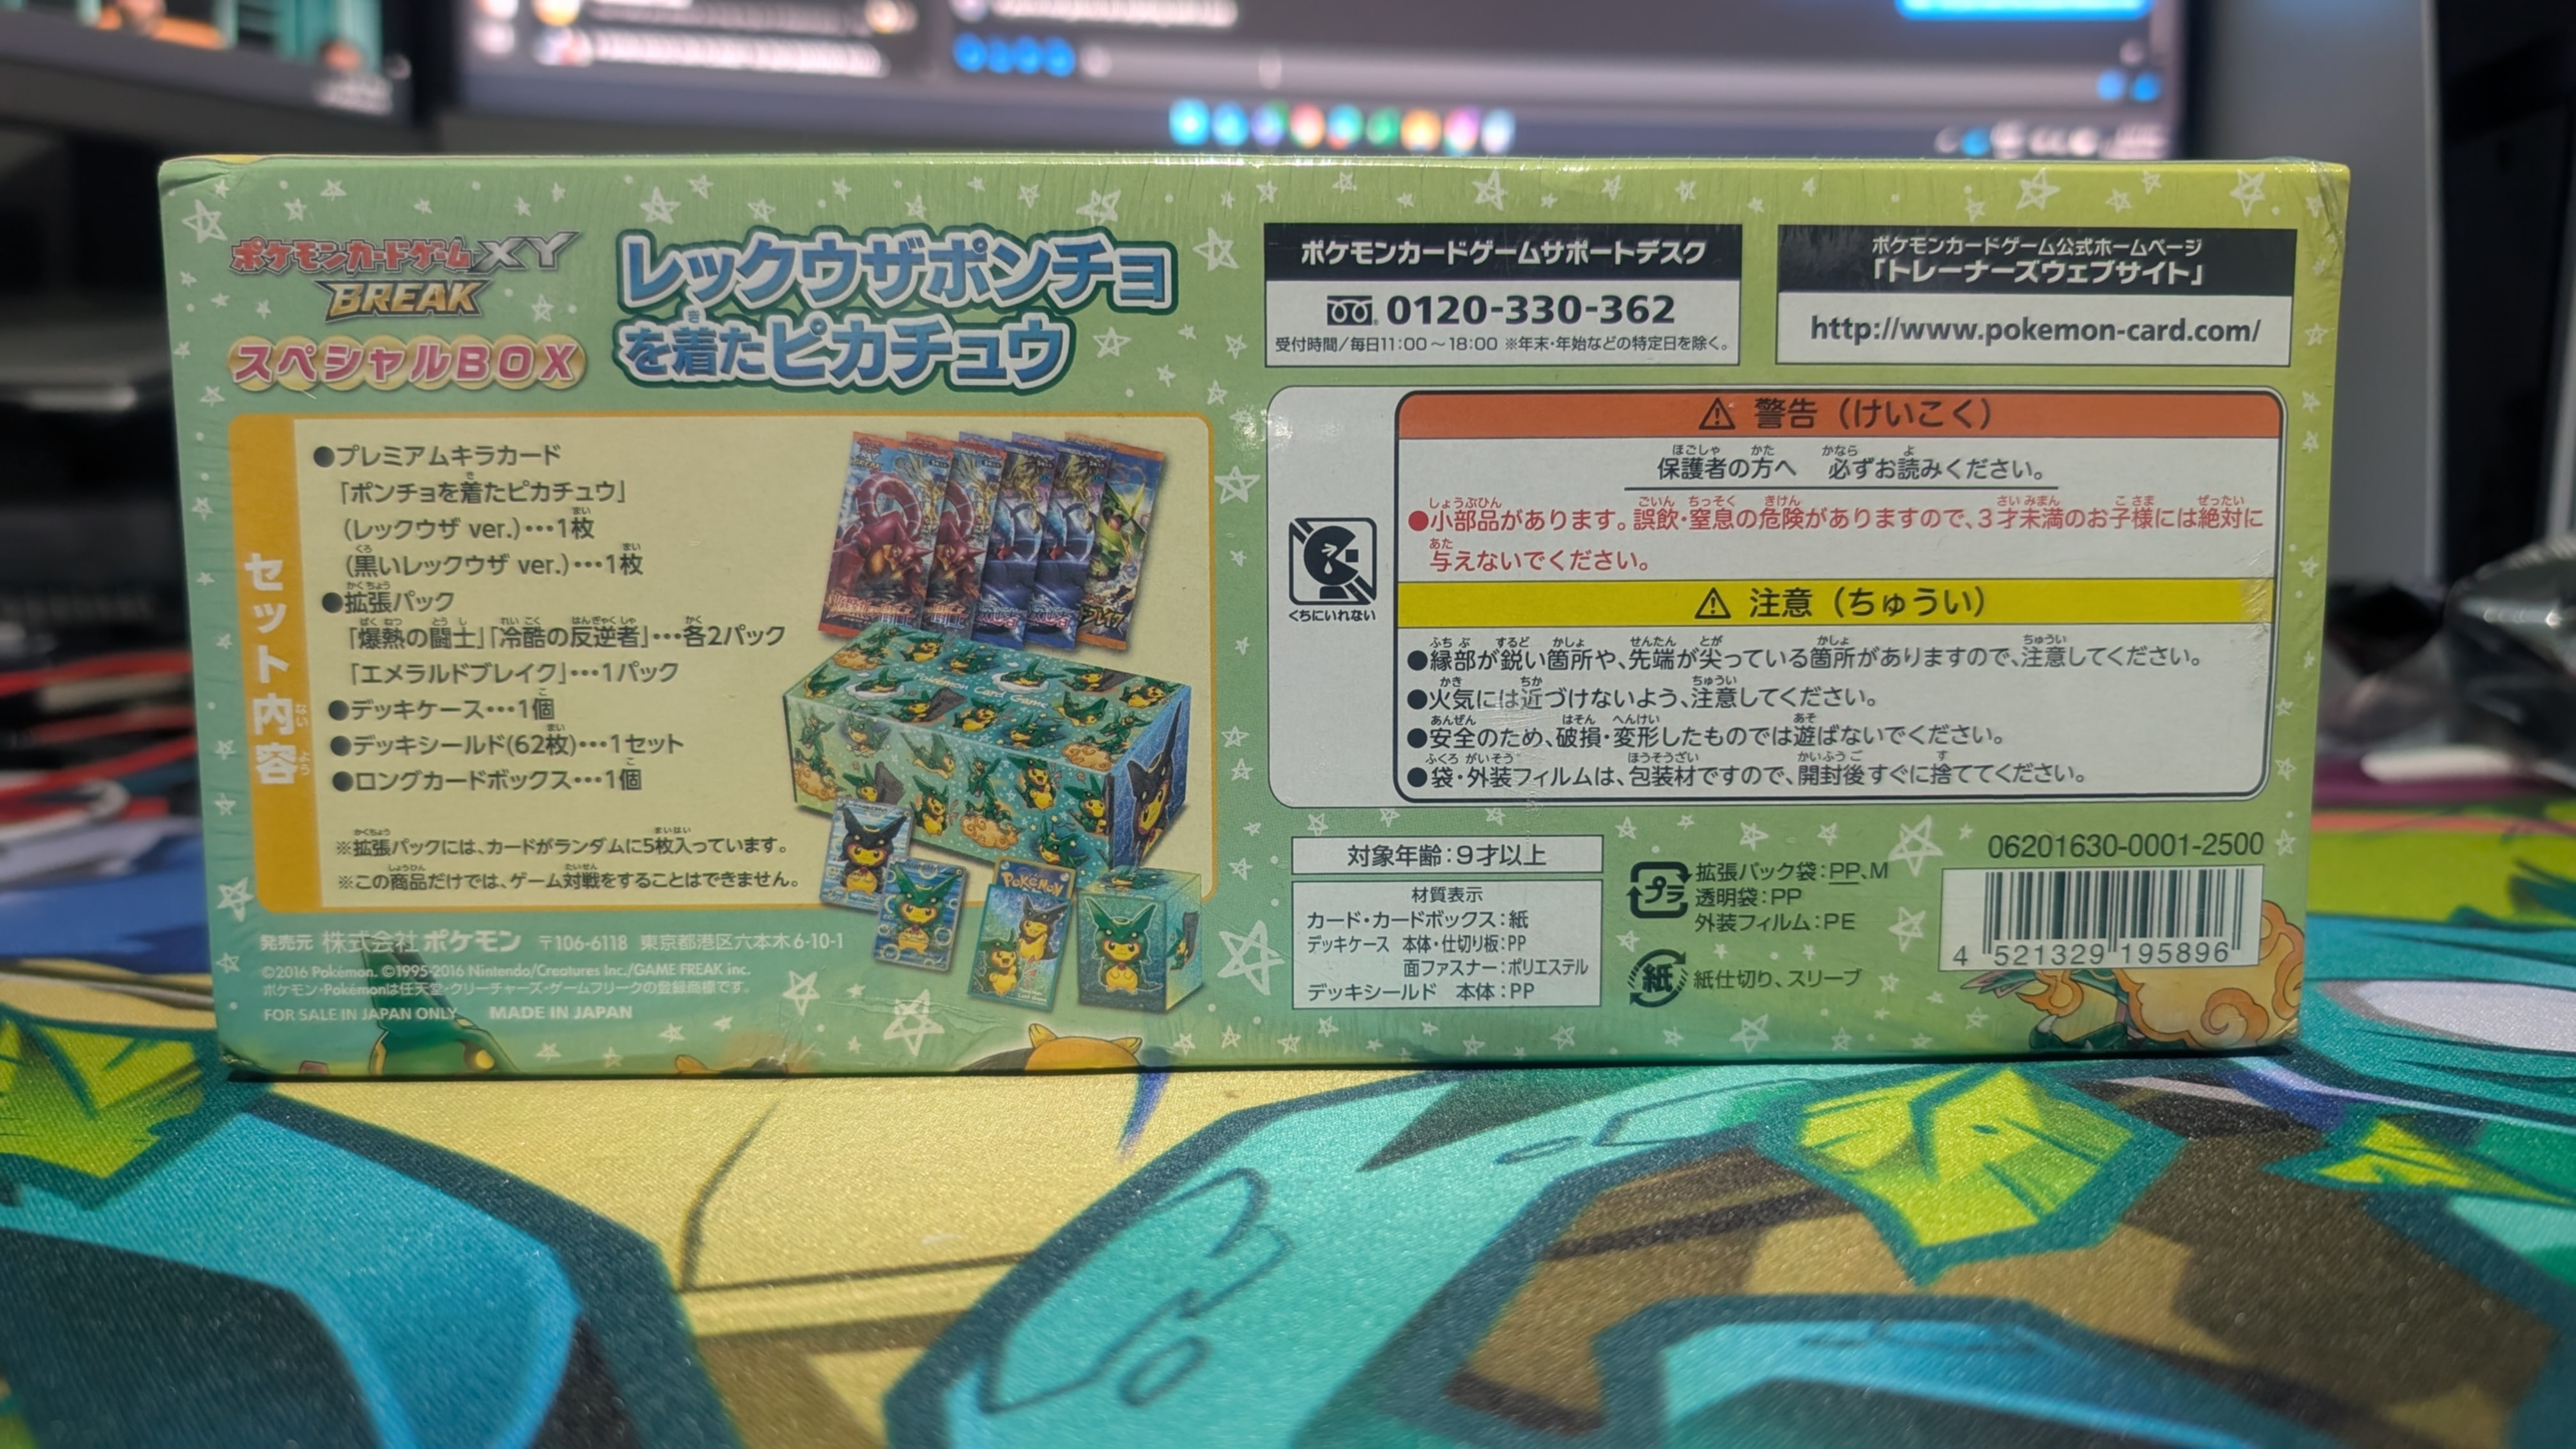 ポケモンカードゲームXY
BREAK
スペシャルBOX
レックウザポンチョ
を着たピカチュウ
セット内容
●プレミアムキラカード
「ポンチョを着たピカチュウ」
(レックウザ ver.)･･･1枚
(黒いレックウザ ver.)･･･1枚
●拡張パック
「爆熱の闘士」「冷酷の反逆者」･･･各2パック
「エメラルドブレイク」･･･1パック
●デッキケース･･･1個
●デッキシールド(62枚)･･･1セット
●ロングカードボックス･･･1個
※拡張パックには、カードがランダムに5枚入っています。
※この商品だけでは、ゲーム対戦をすることはできません。
Pokémon Card Game
POKéMON
発売元 株式会社ポケモン 〒106-6118 東京都港区六本木6-10-1
©2016 Pokémon. ©1995-2016 Nintendo/Creatures Inc./GAME FREAK inc.
ポケモン・Pokémonは任天堂・クリーチャーズ・ゲームフリークの登録商標です。
FOR SALE IN JAPAN ONLY MADE IN JAPAN
ポケモンカードゲームサポートデスク
0120-330-362
受付時間/毎日11:00～18:00 ※年末・年始などの特定日を除く。
ポケモンカードゲーム公式ホームページ
「トレーナーズウェブサイト」
http://www.pokemon-card.com/
くちにいれない
⚠ 警告（けいこく）
保護者の方へ 必ずお読みください。
●小部品があります。誤飲・窒息の危険がありますので、3才未満のお子様には絶対に
与えないでください。
⚠ 注意（ちゅうい）
●縁部が鋭い箇所や、先端が尖っている箇所がありますので、注意してください。
●火気には近づけないよう、注意してください。
●安全のため、破損・変形したものでは遊ばないでください。
●袋・外装フィルムは、包装材ですので、開封後すぐに捨ててください。
対象年齢：9才以上
材質表示
カード・カードボックス：紙
デッキケース 本体・仕切り板：PP
面ファスナー：ポリエステル
デッキシールド 本体：PP
プラ
拡張パック袋：PP、M
透明袋：PP
外装フィルム：PE
紙
紙仕切り、スリーブ
06201630-0001-2500
4 521329 195896